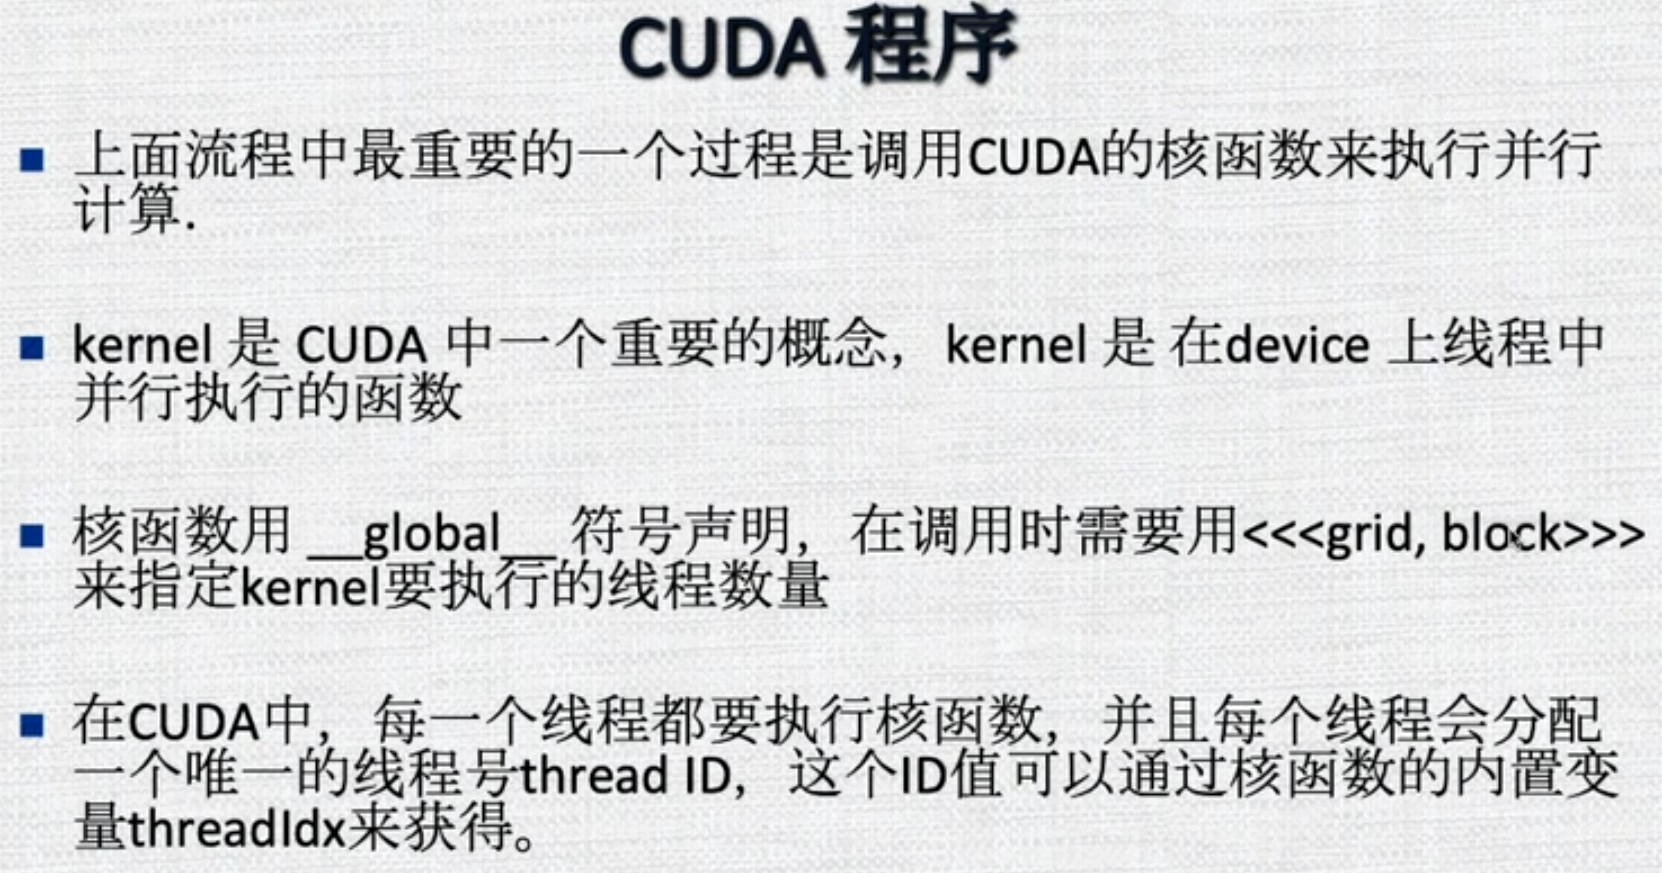 CUDA 程序
上面流程中最重要的一个过程是调用CUDA的核函数来执行并行
计算.
kernel 是 CUDA 中一个重要的概念，kernel 是 在device 上线程中
并行执行的函数
核函数用 __global__ 符号声明，在调用时需要用<<<grid, block>>>
来指定kernel要执行的线程数量
在CUDA中，每一个线程都要执行核函数，并且每个线程会分配
一个唯一的线程号thread ID，这个ID值可以通过核函数的内置变
量threadIdx来获得。